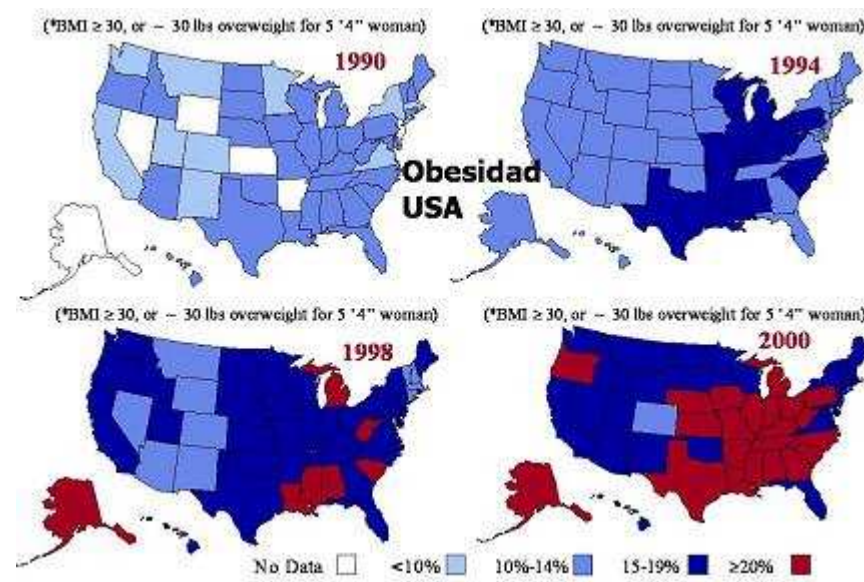 (*BMI ≥ 30, or ~ 30 lbs overweight for 5 '4” woman)
1990
(*BMI ≥ 30, or ~ 30 lbs overweight for 5 '4” woman)
1994
Obesidad
USA
(*BMI ≥ 30, or ~ 30 lbs overweight for 5 '4” woman)
1998
(*BMI ≥ 30, or ~ 30 lbs overweight for 5 '4” woman)
2000
No Data <10% 10%-14% 15-19% ≥20%